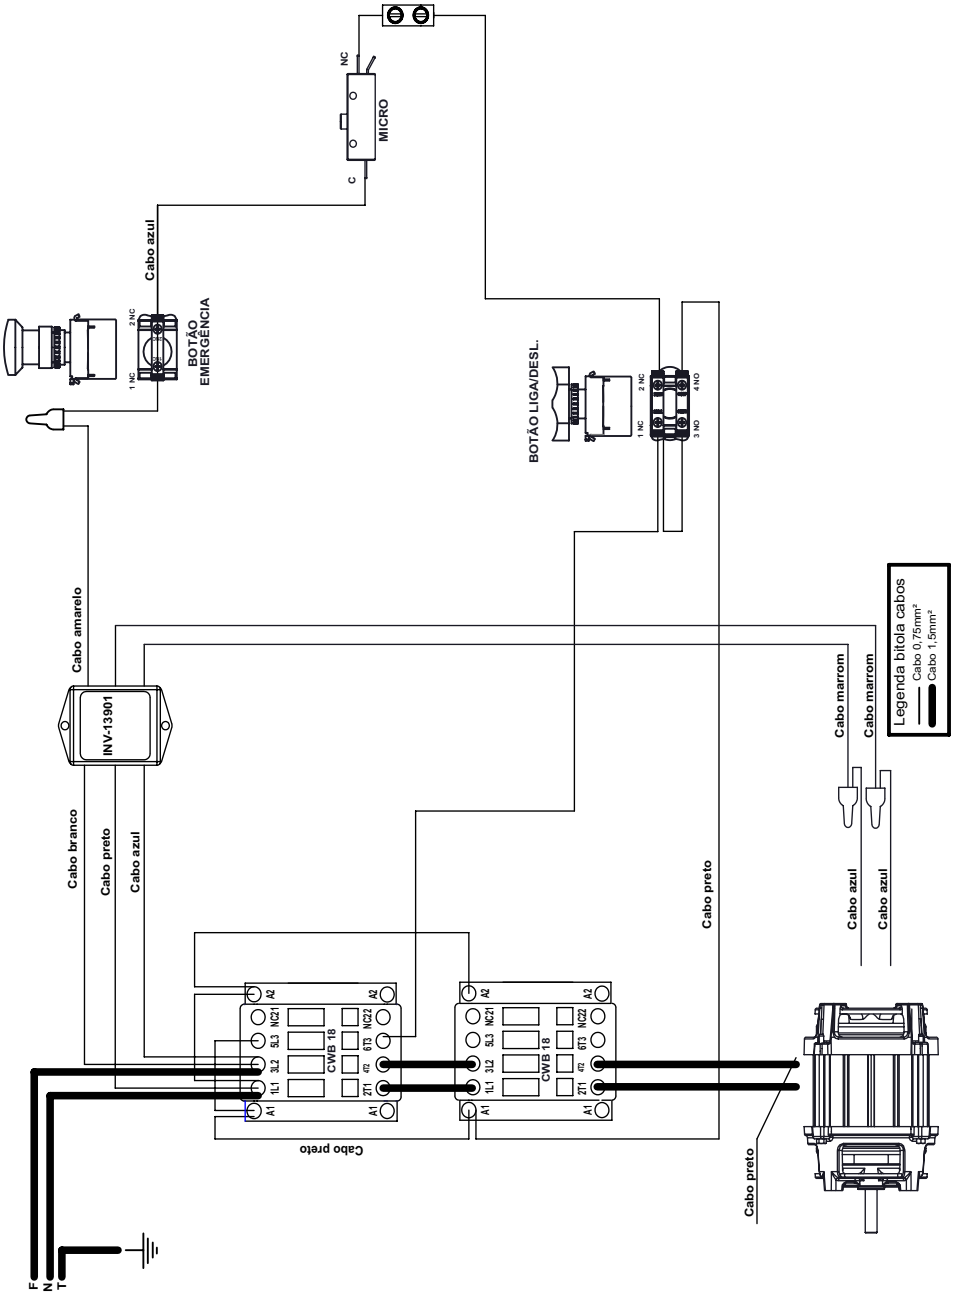 NC
MICRO
C
Cabo azul
2 NC
1 NC
BOTÃO
EMERGÊNCIA
BOTÃO LIGA/DESL.
2 NC
1 NC
4 NO
3 NO
Cabo amarelo
INV-13901
Cabo branco
Cabo preto
Cabo azul
Cabo marrom
Cabo marrom
Legenda bitola cabos
Cabo 0,75mm²
Cabo 1,5mm²
Cabo azul
Cabo azul
Cabo preto
A2
A2
NC21
NC22
5L3
6T3
CWB 18
3L2
4T2
1L1
2T1
A1
A1
A2
A2
NC21
NC22
5L3
6T3
CWB 18
3L2
4T2
1L1
2T1
A1
A1
Cabo preto
Cabo preto
F
N
T